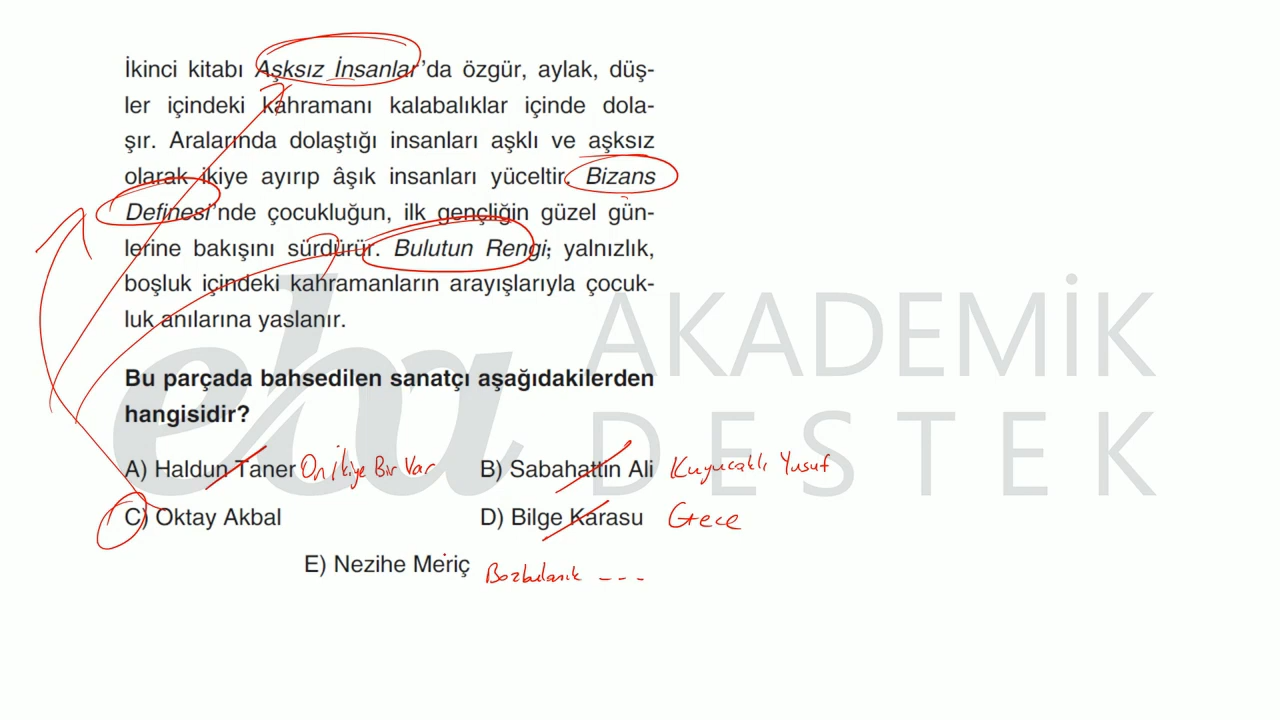 İkinci kitabı Aşksız İnsanlar'da özgür, aylak, düş-
ler içindeki kahramanı kalabalıklar içinde dola-
şır. Aralarında dolaştığı insanları aşklı ve aşksız
olarak ikiye ayırıp âşık insanları yüceltir. Bizans
Definesi'nde çocukluğun, ilk gençliğin güzel gün-
lerine bakışını sürdürür. Bulutun Rengi; yalnızlık,
boşluk içindeki kahramanların arayışlarıyla çocuk-
luk anılarına yaslanır.
Bu parçada bahsedilen sanatçı aşağıdakilerden
hangisidir?
A) Haldun Taner On İkiye Bir Var
B) Sabahattin Ali Kuyucaklı Yusuf
C) Oktay Akbal
D) Bilge Karasu Gece
E) Nezihe Meriç Bozbulanık ---
eba AKADEMİK
DESTEK